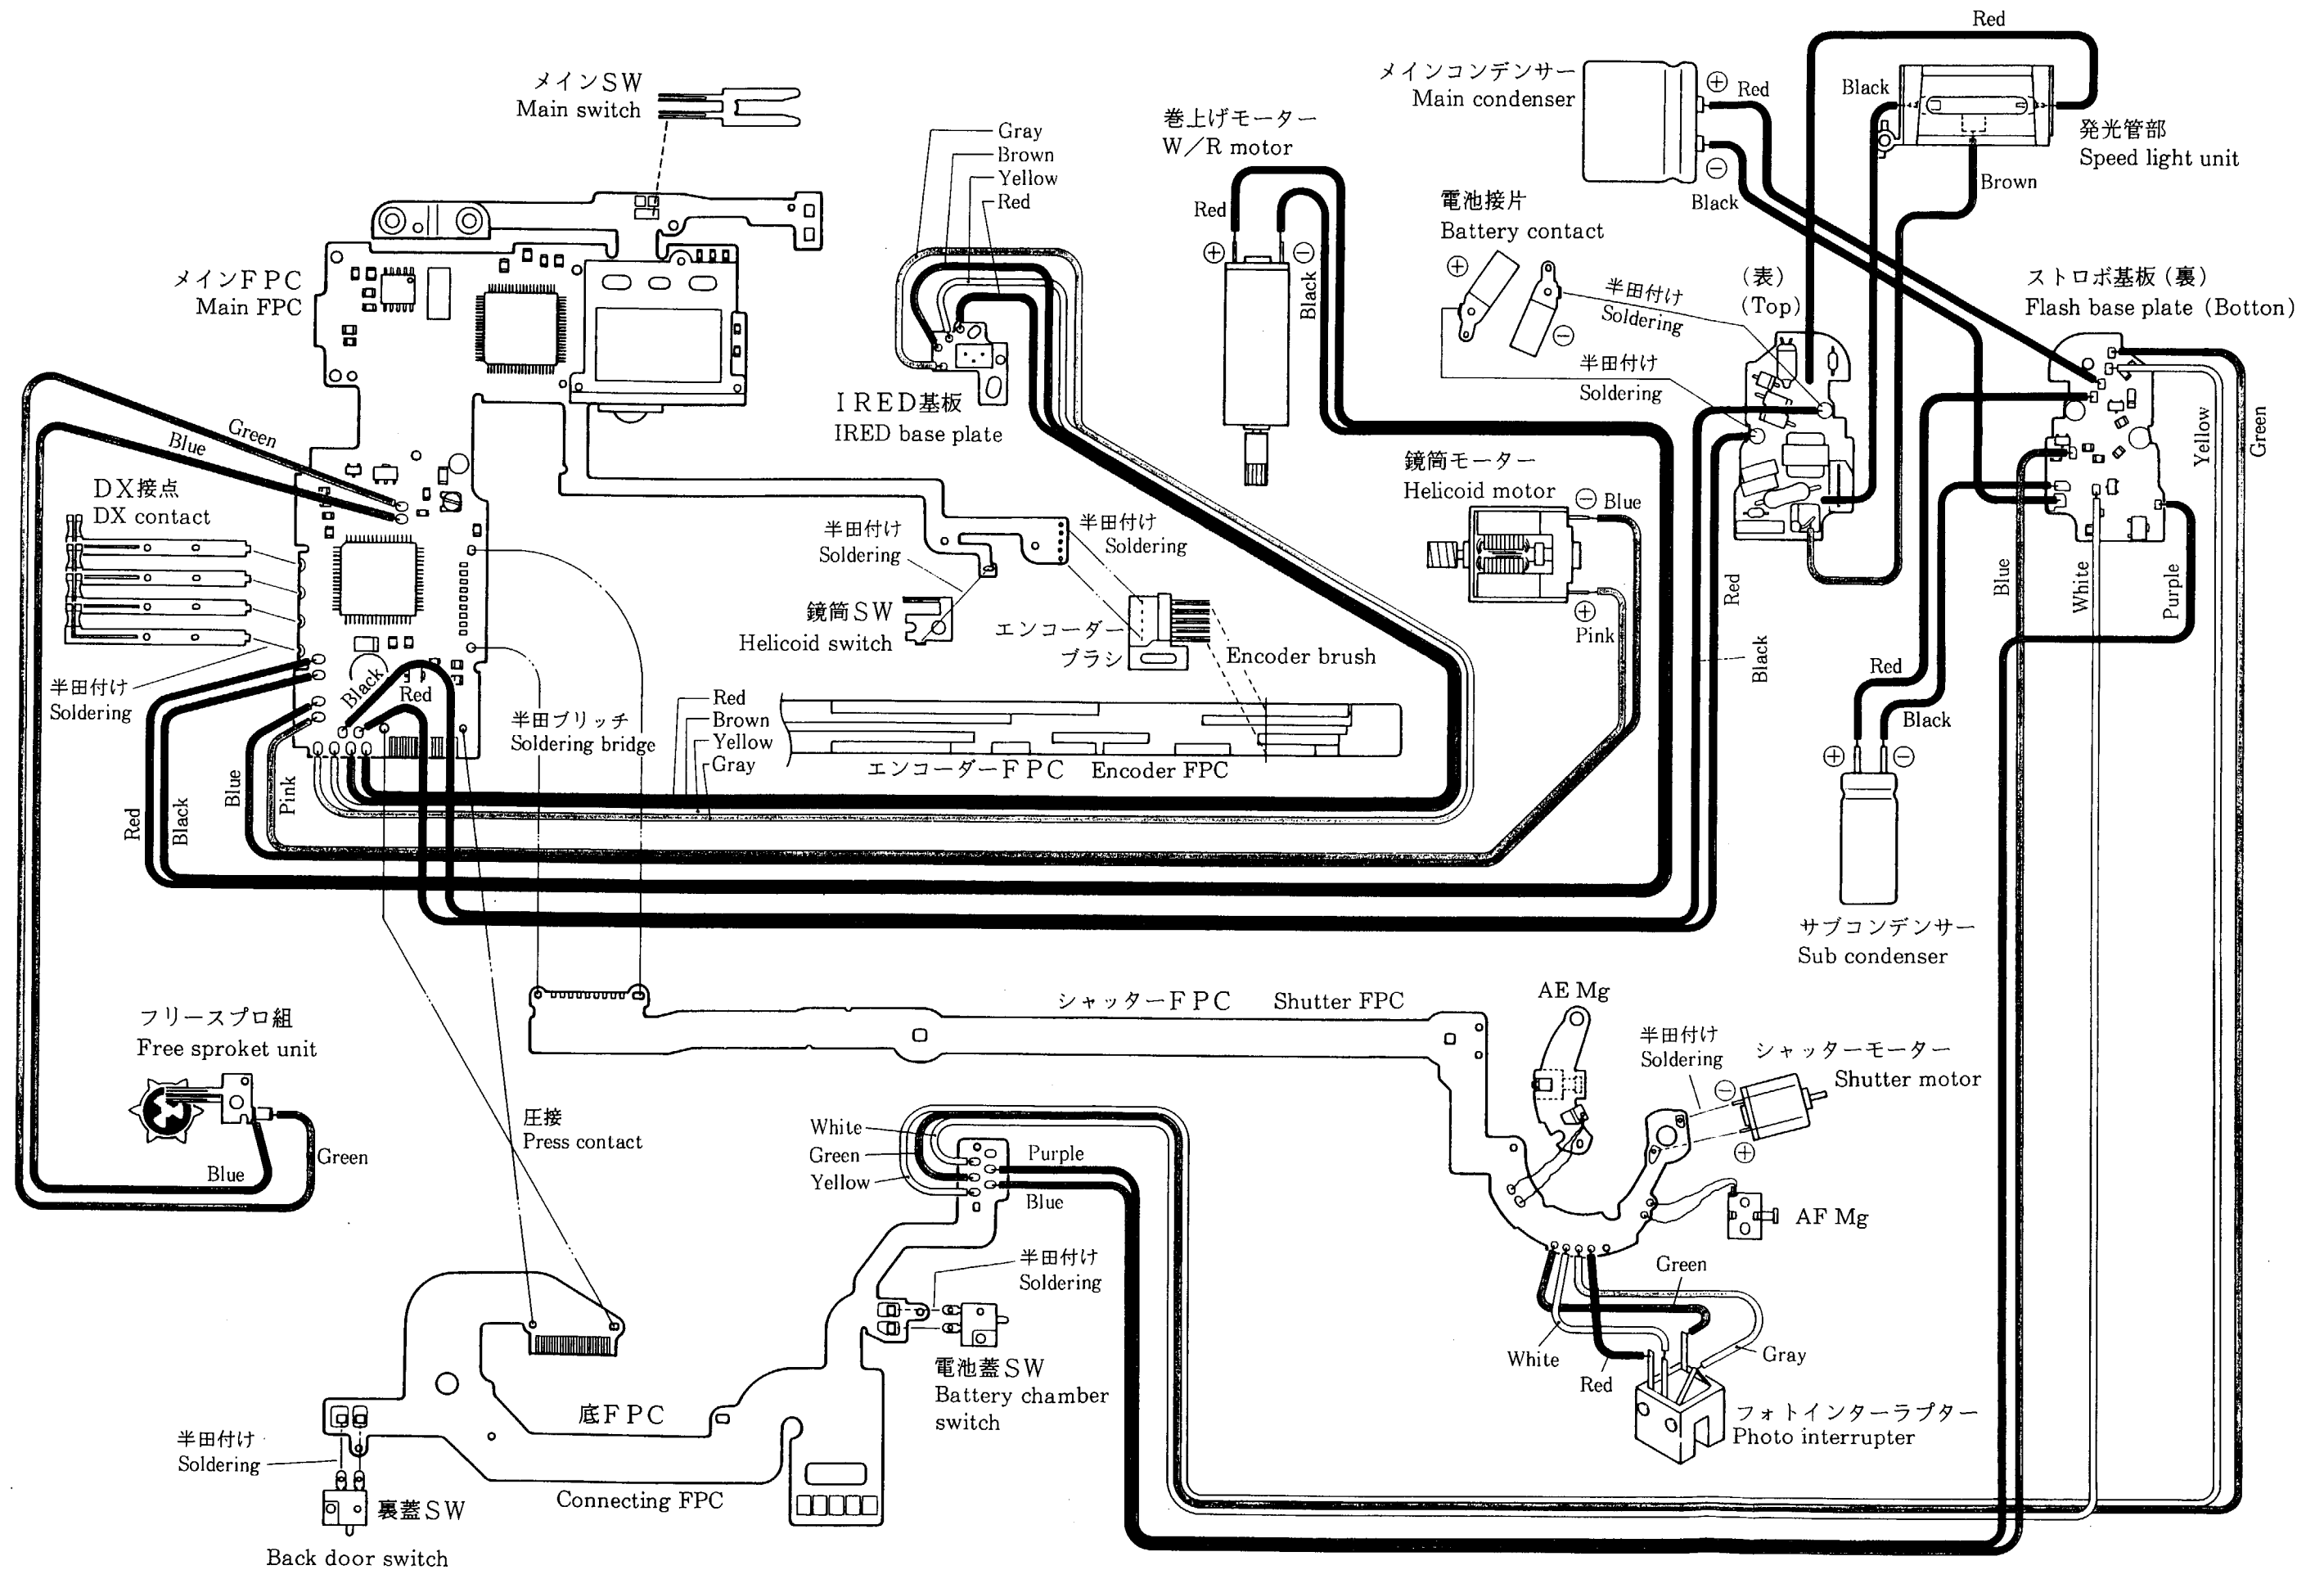 Red
メインSW
Main switch
メインコンデンサー
Main condenser
⊕
Red
Black
発光管部
Speed light unit
Brown
⊖
Black
巻上げモーター
W/R motor
Red
⊕
⊖
Black
Gray
Brown
Yellow
Red
電池接片
Battery contact
⊕
⊖
半田付け
Soldering
半田付け
Soldering
(表)
(Top)
ストロボ基板(裏)
Flash base plate (Botton)
メインFPC
Main FPC
IRED基板
IRED base plate
Green
Blue
DX接点
DX contact
半田付け
Soldering
半田付け
Soldering
半田付け
Soldering
鏡筒SW
Helicoid switch
エンコーダー
ブラシ
Encoder brush
鏡筒モーター
Helicoid motor
⊖ Blue
⊕
Pink
Yellow
Green
Blue
White
Purple
Red
Black
Red
Black
⊕
⊖
サブコンデンサー
Sub condenser
Black
Red
半田ブリッチ
Soldering bridge
Red
Brown
Yellow
Gray
エンコーダーFPC Encoder FPC
Red
Black
Blue
Pink
フリースプロ組
Free sproket unit
Blue
Green
シャッターFPC Shutter FPC
AE Mg
半田付け
Soldering
シャッターモーター
Shutter motor
⊖
⊕
AF Mg
圧接
Press contact
White
Green
Yellow
Purple
Blue
半田付け
Soldering
電池蓋SW
Battery chamber
switch
Green
White
Red
Gray
フォトインターラプター
Photo interrupter
底FPC
Connecting FPC
半田付け
Soldering
裏蓋SW
Back door switch